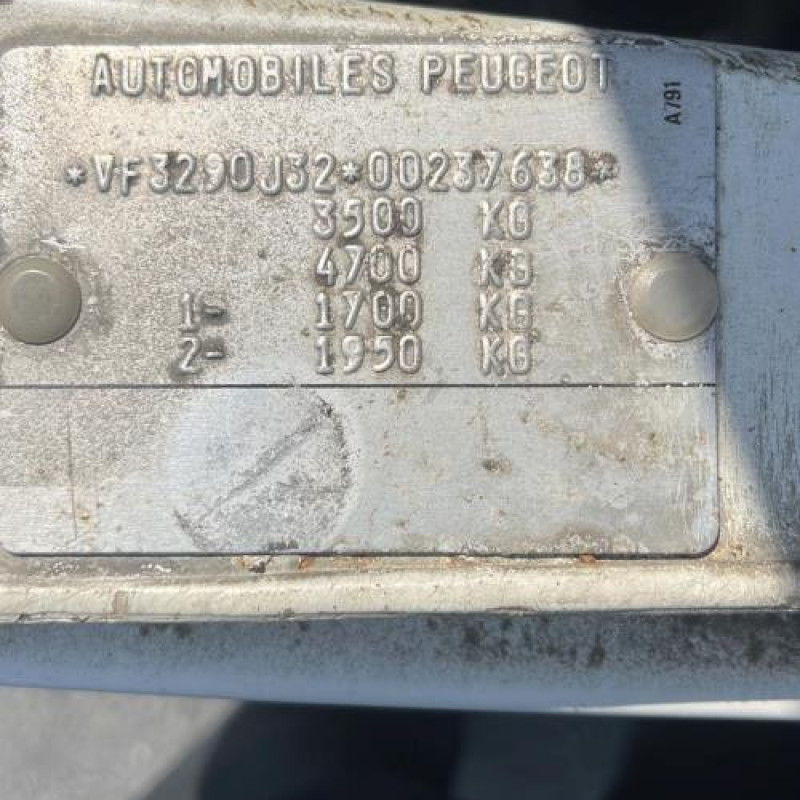 AUTOMOBILES PEUGEOT
A791
*VF3290J32*00237638*
3500 KG
4700 KG
1- 1700 KG
2- 1950 KG